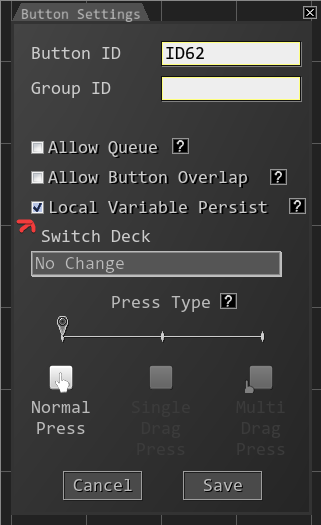 Button Settings
Button ID ID62
Group ID
Allow Queue ?
Allow Button Overlap ?
Local Variable Persist ?
Switch Deck
No Change
Press Type ?
Normal Press
Single Drag Press
Multi Drag Press
Cancel Save